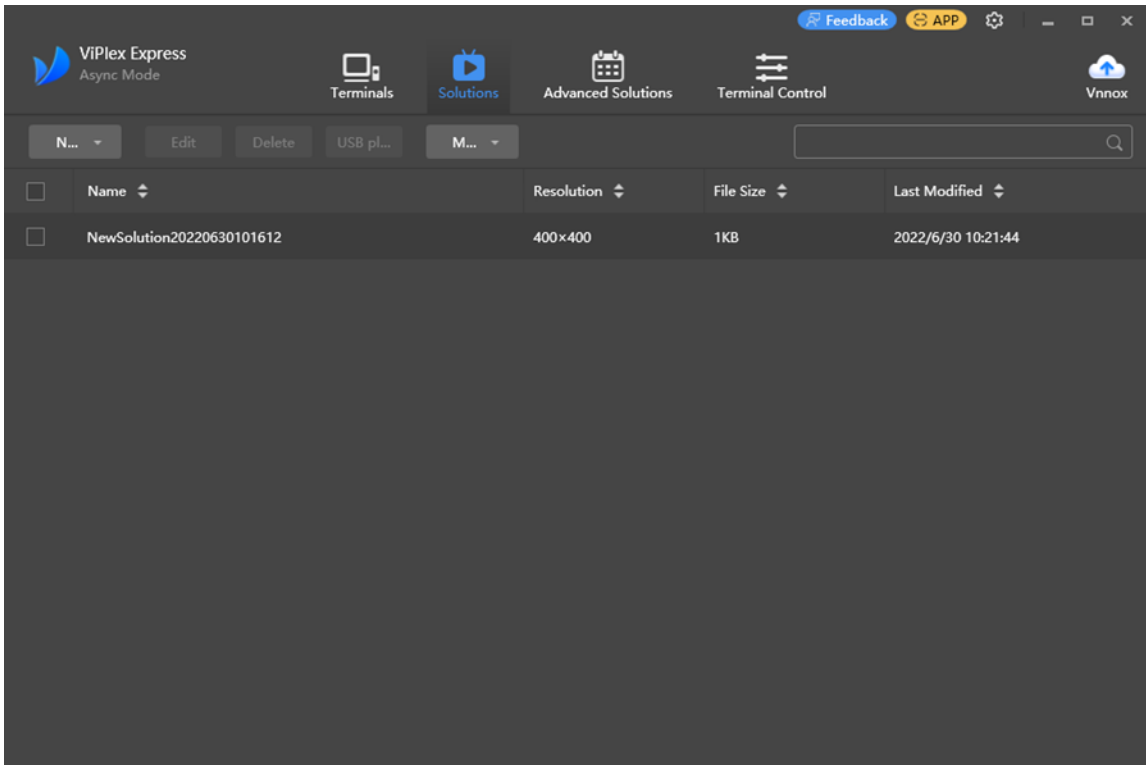 Feedback APP
ViPlex Express
Async Mode
Terminals Solutions Advanced Solutions Terminal Control Vnnox
N... Edit Delete USB pl... M...
Name Resolution File Size Last Modified
NewSolution20220630101612 400×400 1KB 2022/6/30 10:21:44